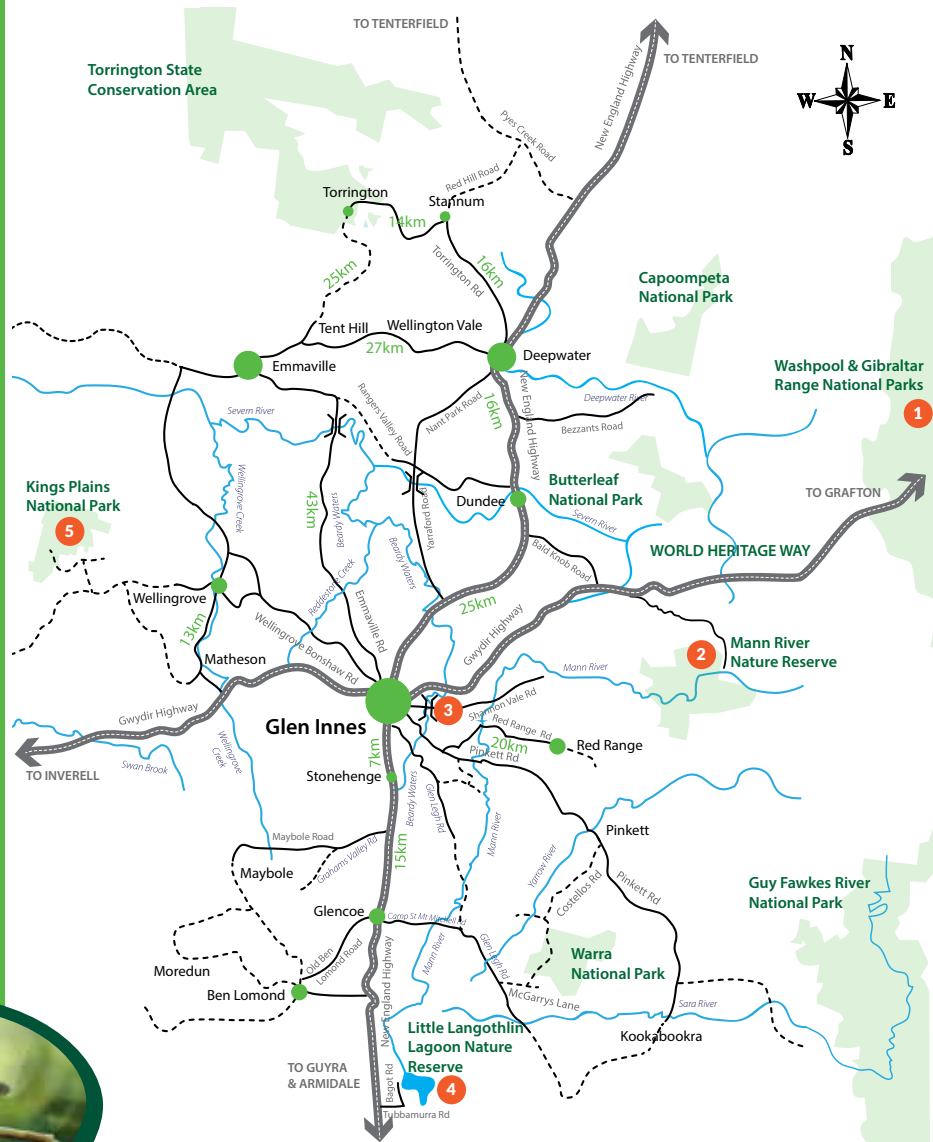 TO TENTERFIELD
TO TENTERFIELD
Torrington State
Conservation Area
N
W
E
S
New England Highway
Pyes Creek Road
Red Hill Road
Torrington
Stannum
14km
25km
16km
Torrington Rd
Capoompeta
National Park
Tent Hill
Wellington Vale
27km
Deepwater
Emmaville
Washpool & Gibraltar
Range National Parks
1
Rangers Valley Road
Nant Park Road
16km
New England Highway
Deepwater River
Bezzants Road
Severn River
Kings Plains
National Park
5
Wellingrove Creek
43km
Beardy Waters
Yarraford Road
Dundee
Butterleaf
National Park
Severn River
TO GRAFTON
WORLD HERITAGE WAY
Bald Knob Road
Beardy Waters
Reddestone Creek
Wellingrove
13km
Emmaville Rd
25km
Gwydir Highway
Wellingrove Bonshaw Rd
Matheson
Mann River
2
Mann River
Nature Reserve
Gwydir Highway
Glen Innes
3
Shannon Vale Rd
Red Range Rd
20km
Pinkett Rd
Red Range
TO INVERELL
Swan Brook
Wellingrove
Creek
7km
Stonehenge
Beardy Waters
Glen Legh Rd
Mann River
Maybole Road
Grahams Valley Rd
15km
Maybole
Pinkett
Yarrow River
Costellos Rd
Pinkett Rd
Guy Fawkes River
National Park
Glencoe
Camp St Mt Mitchell Rd
Old Ben
Lomond Road
Mann River
Glen Legh Rd
Warra
National Park
Moredun
Ben Lomond
New England Highway
McGarrys Lane
Sara River
Kookabookra
Little Langothlin
Lagoon Nature
Reserve
4
TO GUYRA
& ARMIDALE
Bagot Rd
Tubbamurra Rd